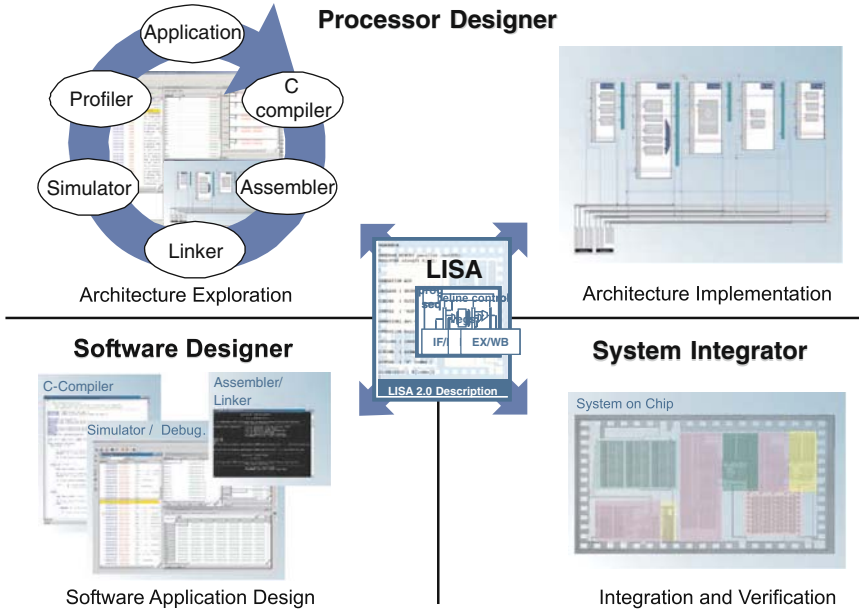 Processor Designer
Application
Profiler
C
compiler
Simulator
Assembler
Linker
Architecture Exploration
Architecture Implementation
LISA
seq
IF/
EX/WB
LISA 2.0 Description
Software Designer
C-Compiler
Assembler/
Linker
Simulator / Debug.
Software Application Design
System Integrator
System on Chip
Integration and Verification